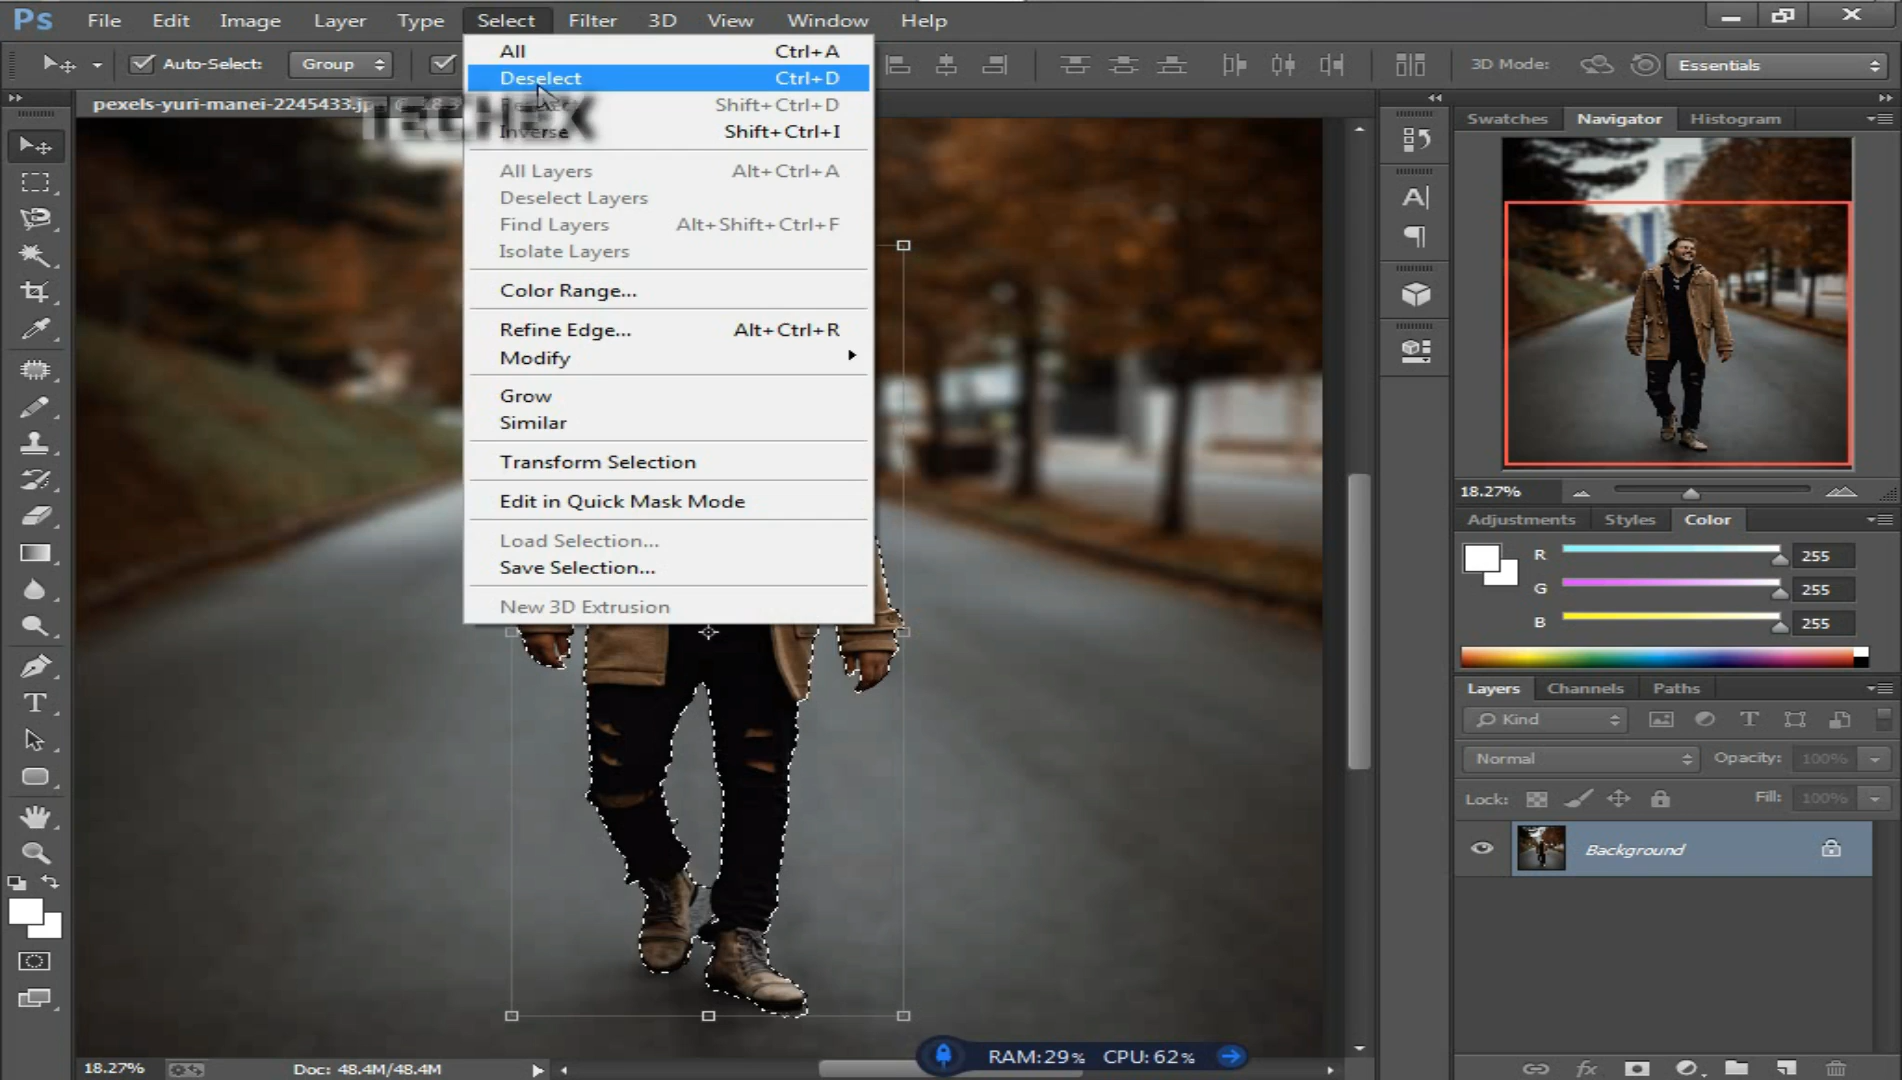 Ps File Edit Image Layer Type Select Filter 3D View Window Help
Auto-Select: Group 3D Mode: Essentials
pexels-yuri-manei-2245433.jp
TECHEX
All Ctrl+A
Deselect Ctrl+D
Shift+Ctrl+D
Inverse Shift+Ctrl+I
All Layers Alt+Ctrl+A
Deselect Layers
Find Layers Alt+Shift+Ctrl+F
Isolate Layers
Color Range...
Refine Edge... Alt+Ctrl+R
Modify
Grow
Similar
Transform Selection
Edit in Quick Mask Mode
Load Selection...
Save Selection...
New 3D Extrusion
Swatches Navigator Histogram
18.27%
Adjustments Styles Color
R 255
G 255
B 255
Layers Channels Paths
Kind
Normal Opacity: 100%
Lock: Fill: 100%
Background
18.27% Doc: 48.4M/48.4M
RAM:29% CPU:62%